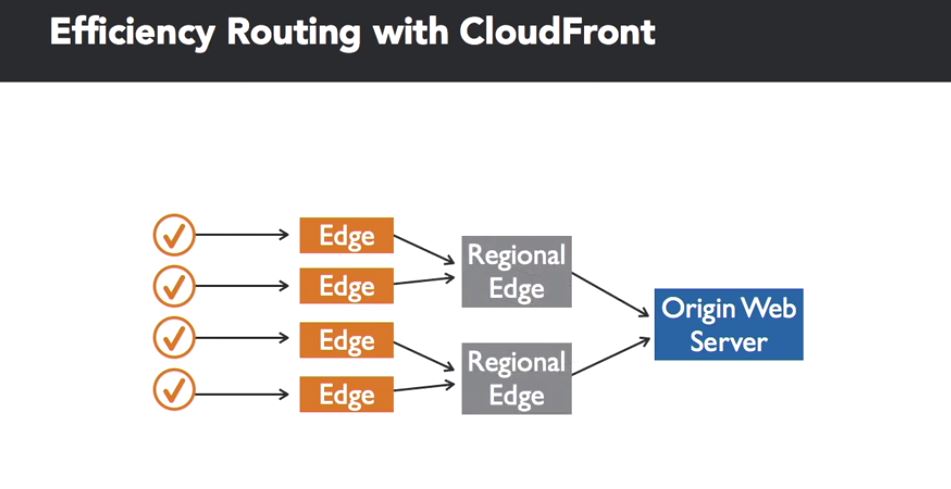 Efficiency Routing with CloudFront
Edge
Edge
Edge
Edge
Regional
Edge
Regional
Edge
Origin Web
Server